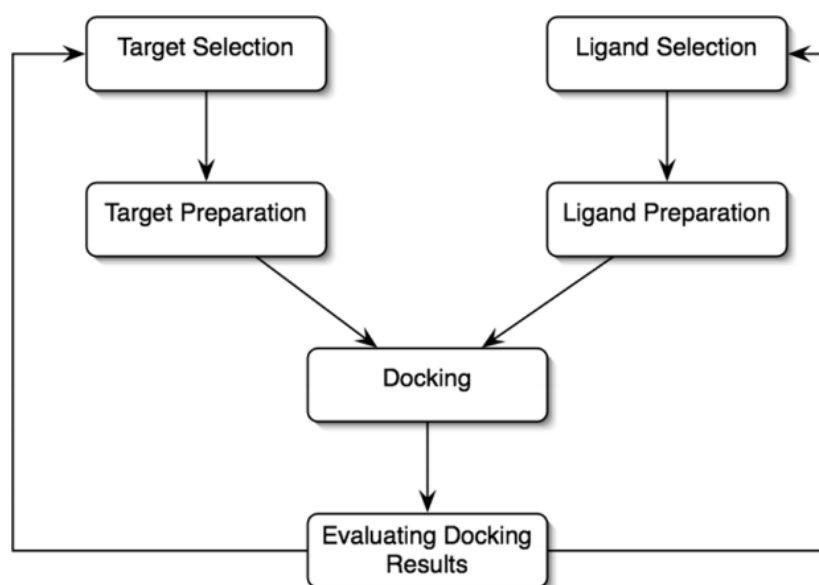 Target Selection
Ligand Selection
Target Preparation
Ligand Preparation
Docking
Evaluating Docking
Results